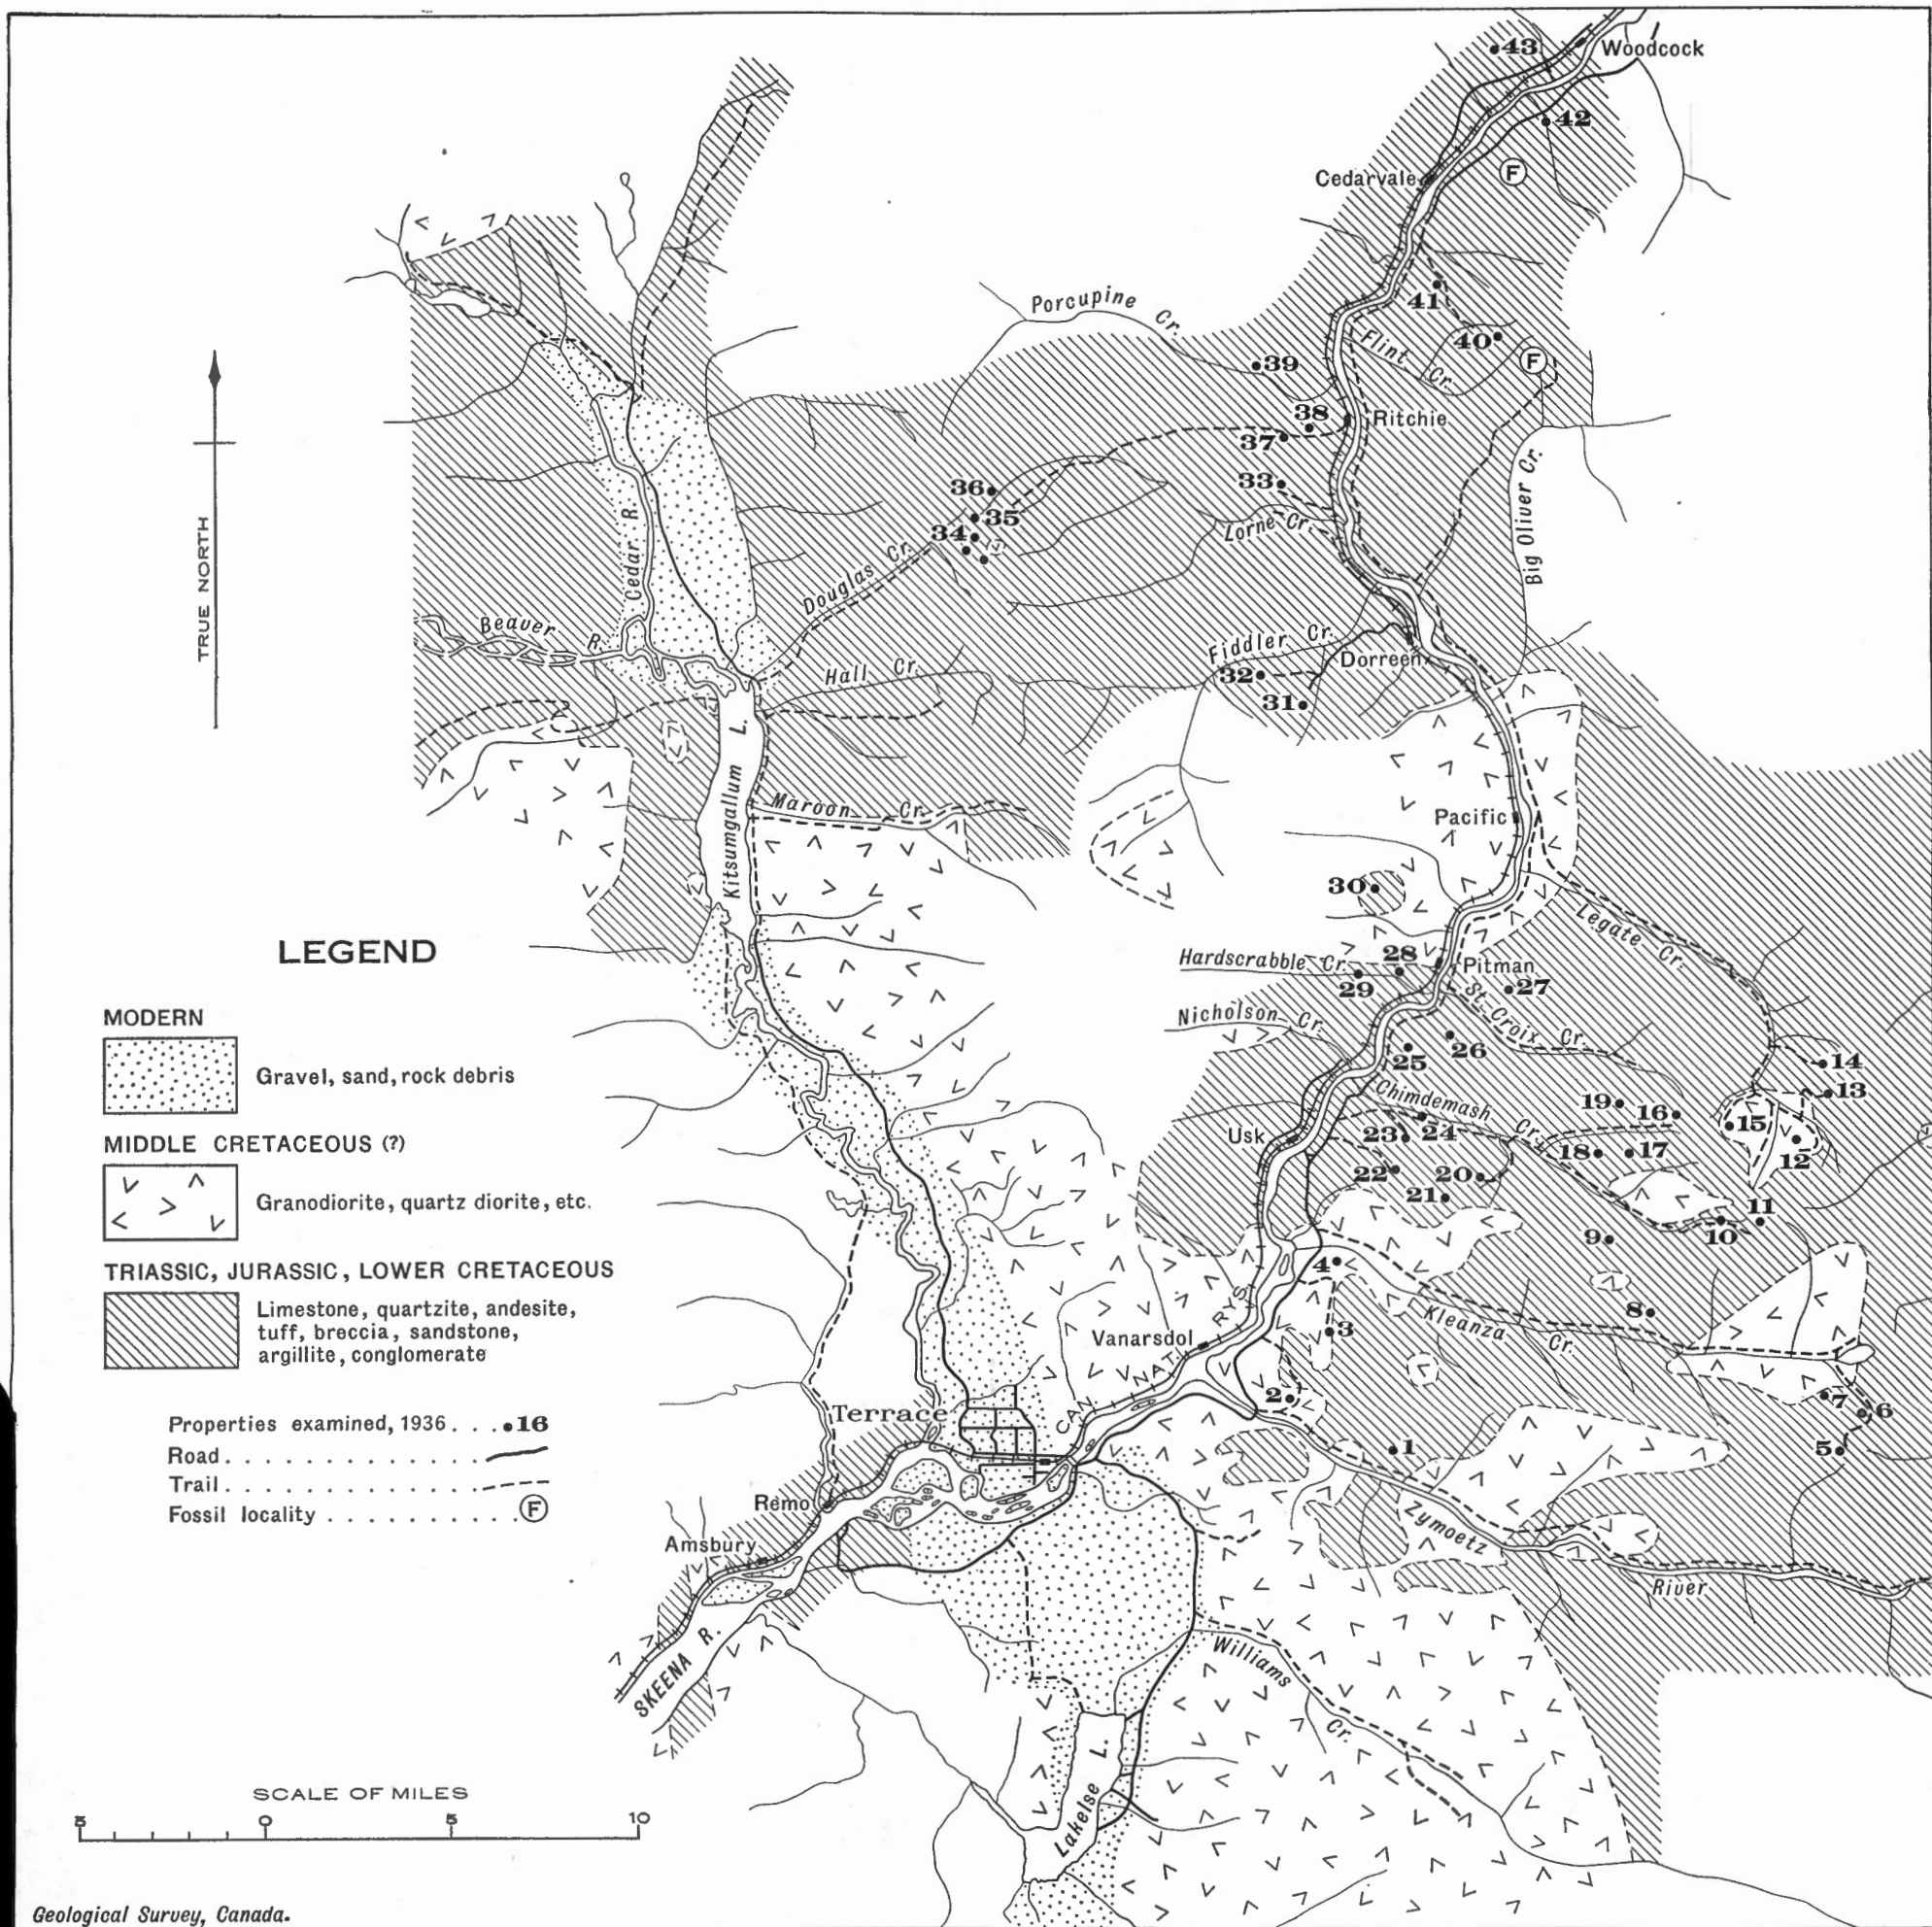 43
Woodcock
42
F
Cedarvale
41
Porcupine Cr.
40
Flint Cr.
F
39
38
Ritchie
37
36
33
35
34
Lorne Cr.
Big Oliver Cr.
Cedar R.
Douglas Cr.
Beaver R.
Hall Cr.
Fiddler Cr.
Dorreen
32
31
TRUE NORTH
Kitsumgallum L.
Maroon Cr.
Pacific
30
Legate Cr.
Hardscrabble Cr.
28
29
Pitman
27
Nicholson Cr.
St. Croix Cr.
26
25
14
13
Chimdemash Cr.
19
16
15
Usk
23
24
18
17
12
22
20
21
11
10
9
4
8
3
Kleanza Cr.
Vanarsdol
CAN. NAT. RYS.
2
7
6
5
1
Terrace
Remo
Amsbury
Zymoetz River
SKEENA R.
Williams Cr.
Lakelse L.
LEGEND
MODERN
Gravel, sand, rock debris
MIDDLE CRETACEOUS (?)
Granodiorite, quartz diorite, etc.
TRIASSIC, JURASSIC, LOWER CRETACEOUS
Limestone, quartzite, andesite,
tuff, breccia, sandstone,
argillite, conglomerate
Properties examined, 1936 . . . •16
Road . . . . . . . . . . . . . .
Trail . . . . . . . . . . . . . .
Fossil locality . . . . . . . . . . F
SCALE OF MILES
5 0 5 10
Geological Survey, Canada.